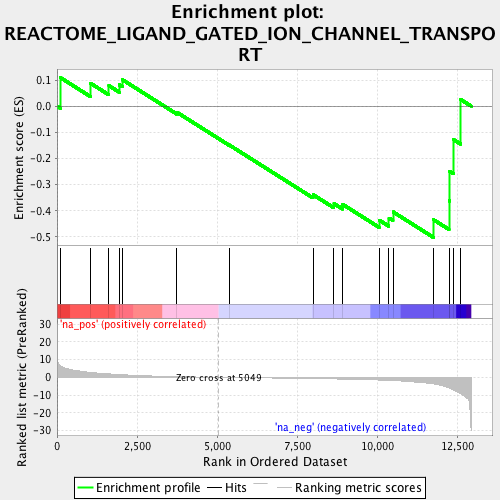 Enrichment plot:
REACTOME_LIGAND_GATED_ION_CHANNEL_TRANSPO
RT
Enrichment score (ES)
0.1
0.0
-0.1
-0.2
-0.3
-0.4
-0.5
'na_pos' (positively correlated)
Ranked list metric (PreRanked)
30
20
10
0
-10
-20
-30
Zero cross at 5049
'na_neg' (negatively correlated)
0
2,500
5,000
7,500
10,000
12,500
Rank in Ordered Dataset
Enrichment profile
Hits
Ranking metric scores